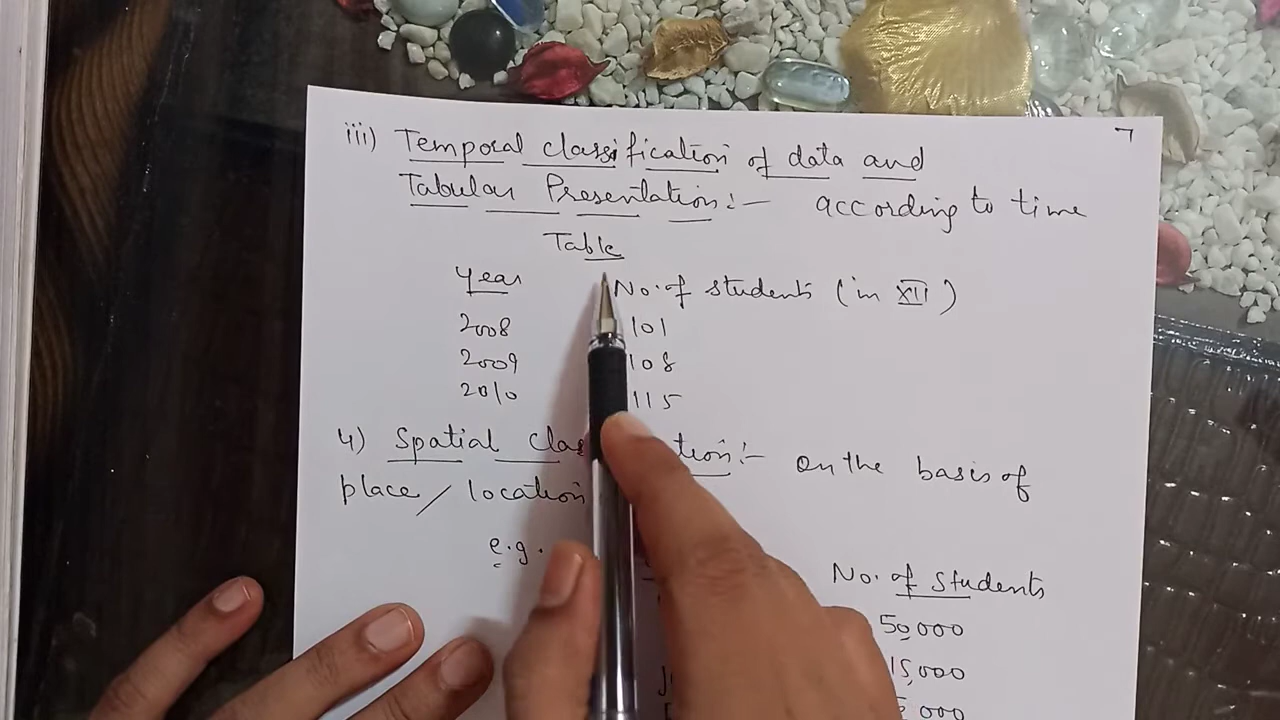 7
iii) Temporal classification of data and
Tabular Presentation:- according to time
Table
Year No. of students (in XII)
2008 101
2009 108
2010 115
4) Spatial :- on the basis of
place / location
e.g.
No. of students
50,000
15,000